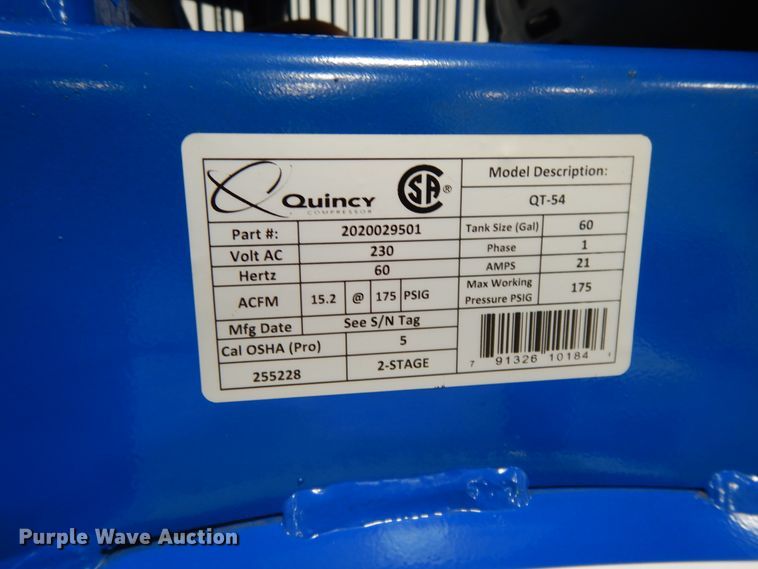 Quincy
COMPRESSOR
SA ®
Model Description:
QT-54
Part #: 2020029501 Tank Size (Gal) 60
Volt AC 230 Phase 1
Hertz 60 AMPS 21
ACFM 15.2 @ 175 PSIG Max Working Pressure PSIG 175
Mfg Date See S/N Tag
Cal OSHA (Pro) 5
255228 2-STAGE
7 91326 10184 1
Purple Wave Auction